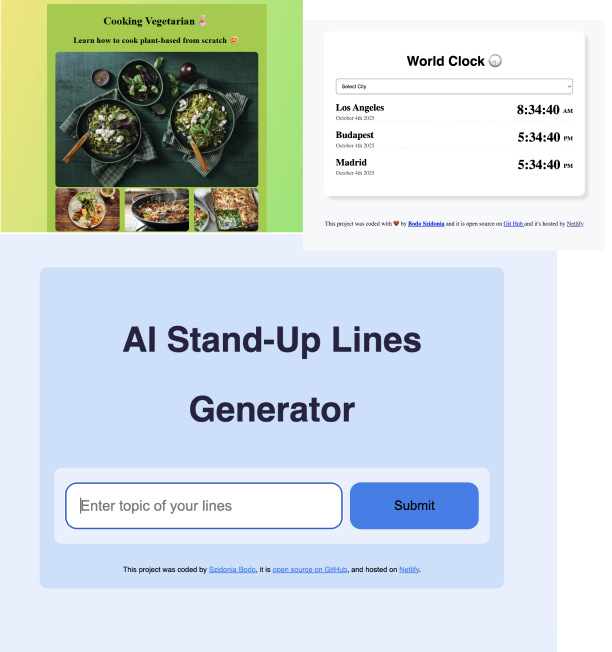 Cooking Vegetarian
Learn how to cook plant-based from scratch 🥰
World Clock
Select City
Los Angeles 8:34:40 AM
October 4th 2025
Budapest 5:34:40 PM
October 4th 2025
Madrid 5:34:40 PM
October 4th 2025
This project was coded with ❤️ by Bodo Szidonia and it is open source on Git Hub and it's hosted by Netlify
AI Stand-Up Lines
Generator
Enter topic of your lines Submit
This project was coded by Szidonia Bodo, it is open source on GitHub, and hosted on Netlify.